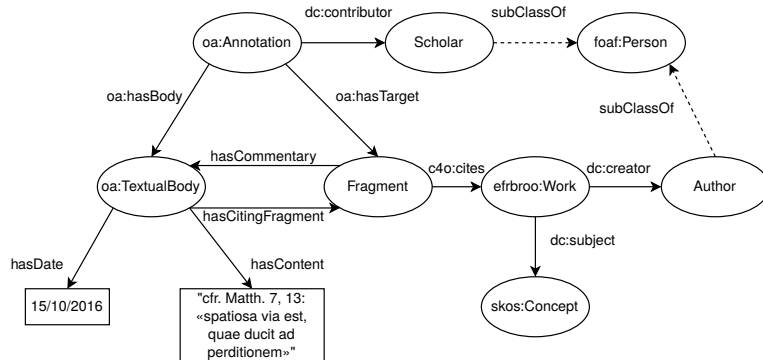 dc:contributor
subClassOf
oa:Annotation
Scholar
foaf:Person
oa:hasBody
oa:hasTarget
subClassOf
hasCommentary
c4o:cites
dc:creator
oa:TextualBody
Fragment
efrbroo:Work
Author
hasCitingFragment
dc:subject
hasDate
hasContent
15/10/2016
"cfr. Matth. 7, 13:
«spatiosa via est,
quae ducit ad
perditionem»"
skos:Concept